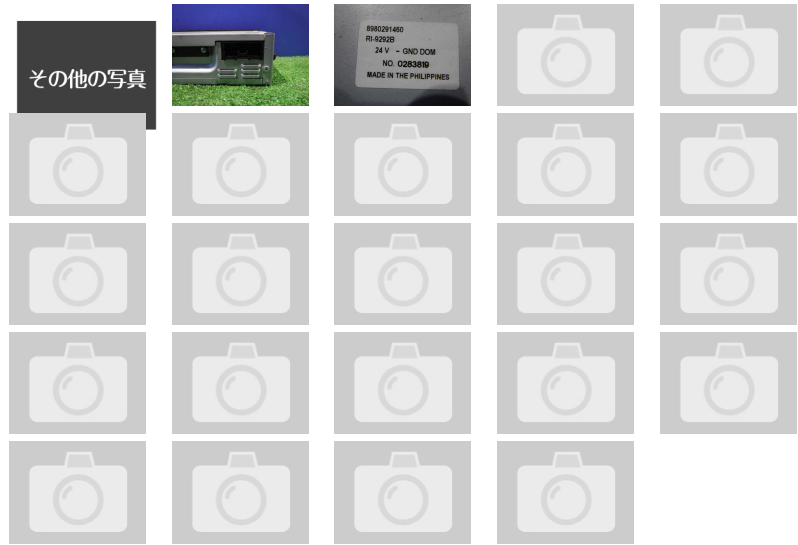 その他の写真
8980291460
RI-9292B
24 V - GND DOM
NO. 0283819
MADE IN THE PHILIPPINES